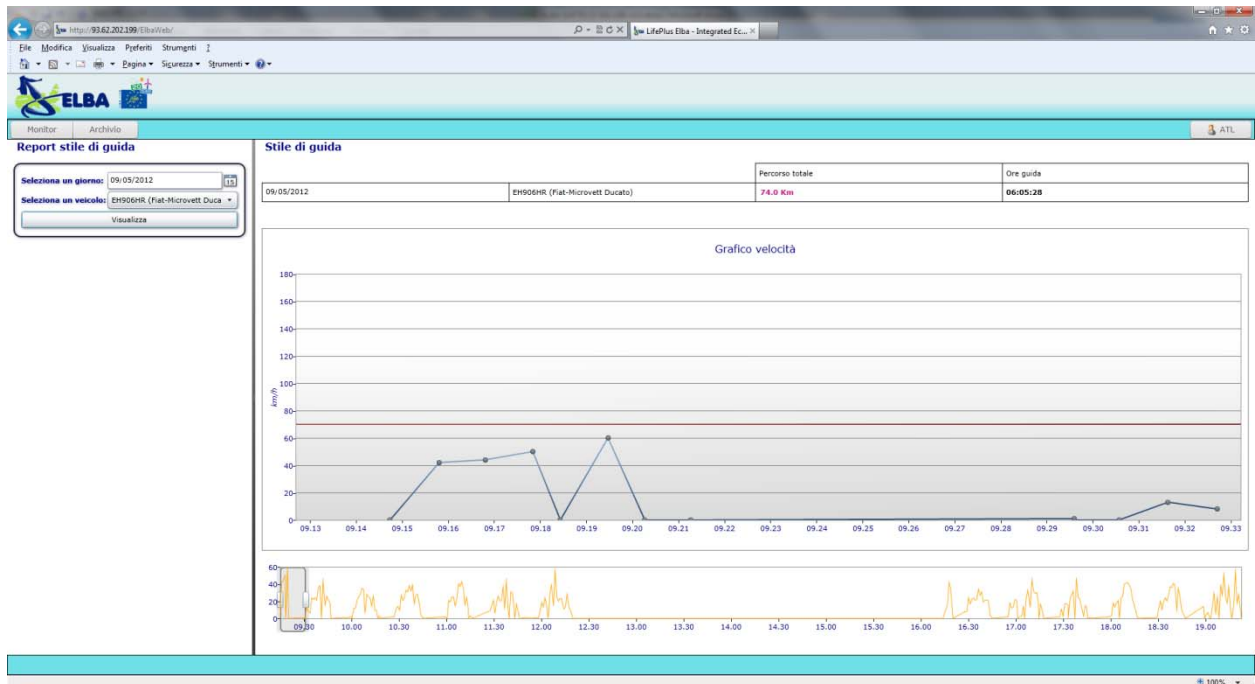 http://93.62.202.199/ElbaWeb/
LifePlus Elba - Integrated Ec...
File Modifica Visualizza Preferiti Strumenti ?
Pagina Sicurezza Strumenti
ELBA
Monitor Archivio ATL
Report stile di guida
Seleziona un giorno: 09/05/2012 15
Seleziona un veicolo: EH906HR (Fiat-Microvett Duca
Visualizza
Stile di guida
Percorso totale Ore guida
09/05/2012 EH906HR (Fiat-Microvett Ducato) 74.0 Km 06:05:28
Grafico velocità
180
160
140
120
100
80
60
40
20
0
km/h
09.13 09.14 09.15 09.16 09.17 09.18 09.19 09.20 09.21 09.22 09.23 09.24 09.25 09.26 09.27 09.28 09.29 09.30 09.31 09.32 09.33
60
40
20
0
09.30 10.00 10.30 11.00 11.30 12.00 12.30 13.00 13.30 14.00 14.30 15.00 15.30 16.00 16.30 17.00 17.30 18.00 18.30 19.00
100%